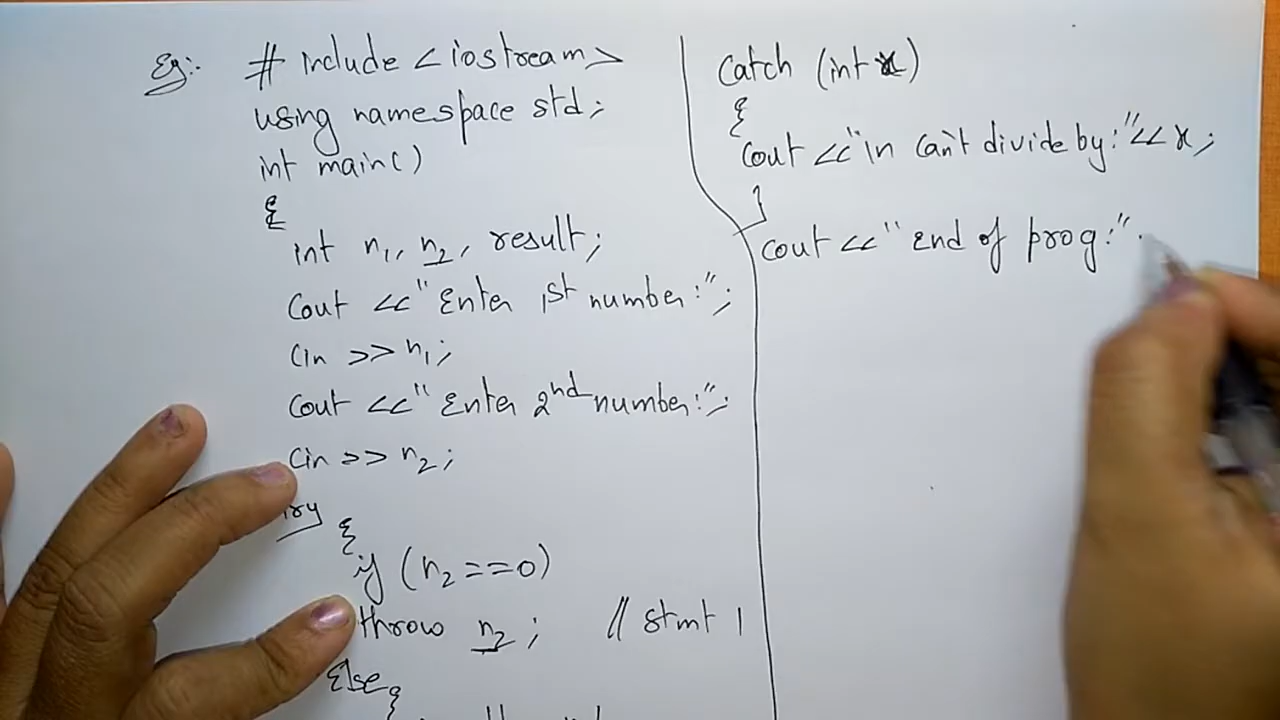 Eg:-
# include <iostream>
using namespace std;
int main()
{
int n1, n2, result;
Cout <<"Enter 1st number:";
Cin >> n1;
Cout <<"Enter 2nd number:";
Cin >> n2;
try
{
if (n2==0)
throw n2; // stmt 1
Else
{
Catch (int x)
{
Cout <<"in Can't divide by:"<< x;
}
Cout <<"End of prog:"